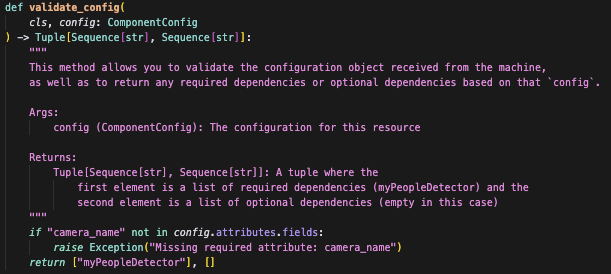 def validate_config(
    cls, config: ComponentConfig
) -> Tuple[Sequence[str], Sequence[str]]:
    """
    This method allows you to validate the configuration object received from the machine,
    as well as to return any required dependencies or optional dependencies based on that `config`.

    Args:
        config (ComponentConfig): The configuration for this resource

    Returns:
        Tuple[Sequence[str], Sequence[str]]: A tuple where the
            first element is a list of required dependencies (myPeopleDetector) and the
            second element is a list of optional dependencies (empty in this case)
    """
    if "camera_name" not in config.attributes.fields:
        raise Exception("Missing required attribute: camera_name")
    return ["myPeopleDetector"], []